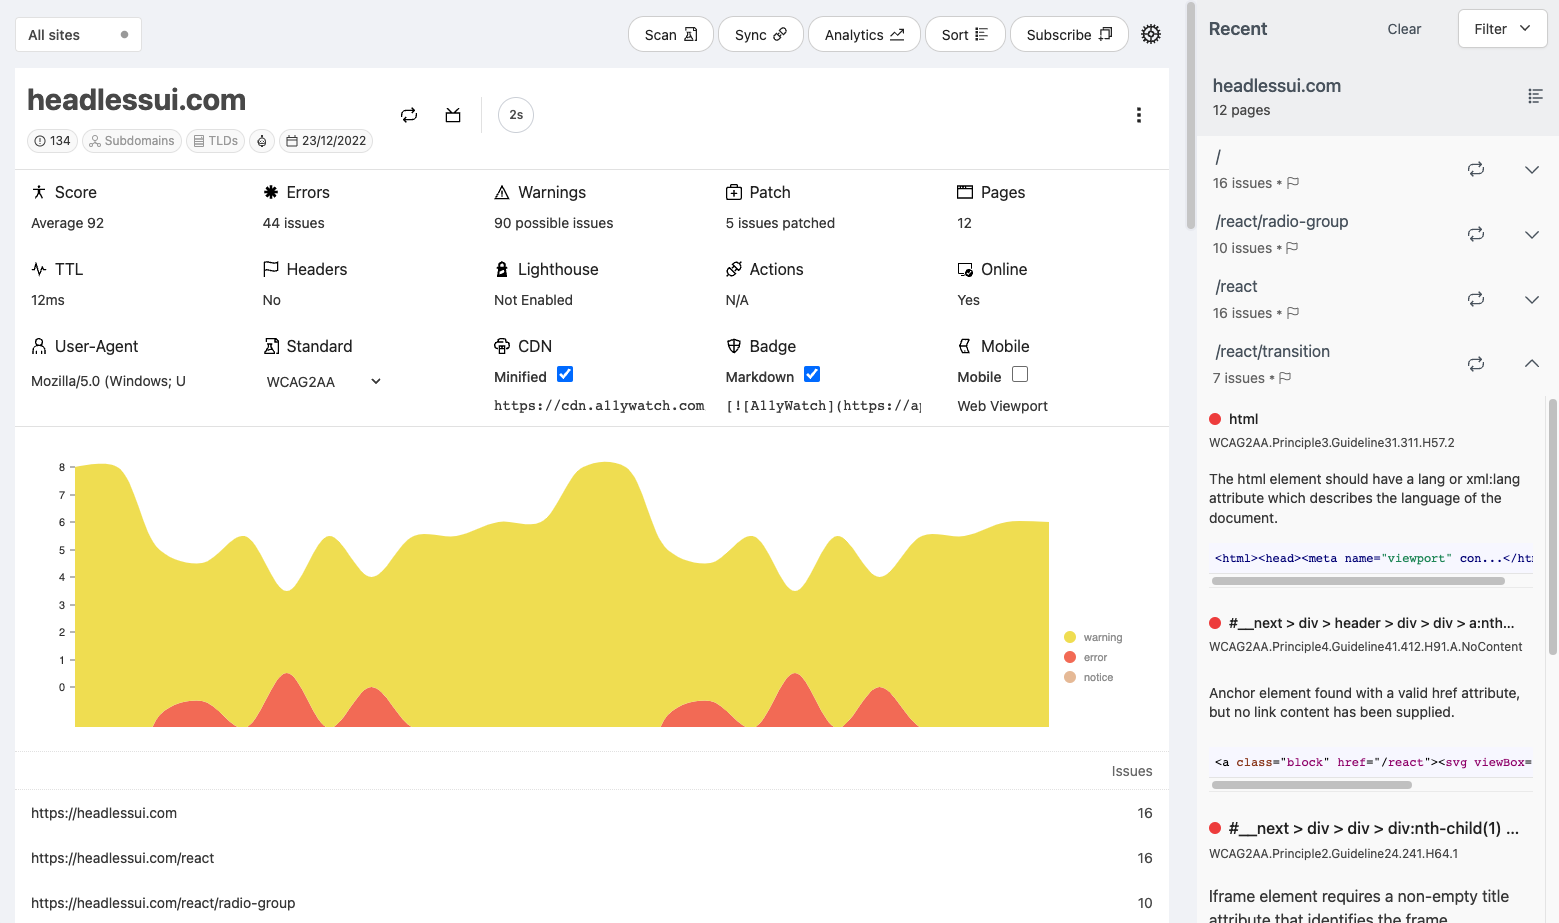 All sites
Scan
Sync
Analytics
Sort
Subscribe
headlessui.com
2s
134
Subdomains
TLDs
23/12/2022
Score
Average 92
Errors
44 issues
Warnings
90 possible issues
Patch
5 issues patched
Pages
12
TTL
12ms
Headers
No
Lighthouse
Not Enabled
Actions
N/A
Online
Yes
User-Agent
Mozilla/5.0 (Windows; U
Standard
WCAG2AA
CDN
Minified
https://cdn.a11ywatch.com
Badge
Markdown
[![A11yWatch](https://ap
Mobile
Mobile
Web Viewport
8
7
6
5
4
3
2
1
0
warning
error
notice
Issues
https://headlessui.com 16
https://headlessui.com/react 16
https://headlessui.com/react/radio-group 10
Recent
Clear
Filter
headlessui.com
12 pages
/
16 issues •
/react/radio-group
10 issues •
/react
16 issues •
/react/transition
7 issues •
html
WCAG2AA.Principle3.Guideline31.311.H57.2
The html element should have a lang or xml:lang
attribute which describes the language of the
document.
<html><head><meta name="viewport" con...</htm
#__next > div > header > div > div > a:nth...
WCAG2AA.Principle4.Guideline41.412.H91.A.NoContent
Anchor element found with a valid href attribute,
but no link content has been supplied.
<a class="block" href="/react"><svg viewBox=
#__next > div > div > div:nth-child(1) ...
WCAG2AA.Principle2.Guideline24.241.H64.1
Iframe element requires a non-empty title
attribute that identifies the frame.